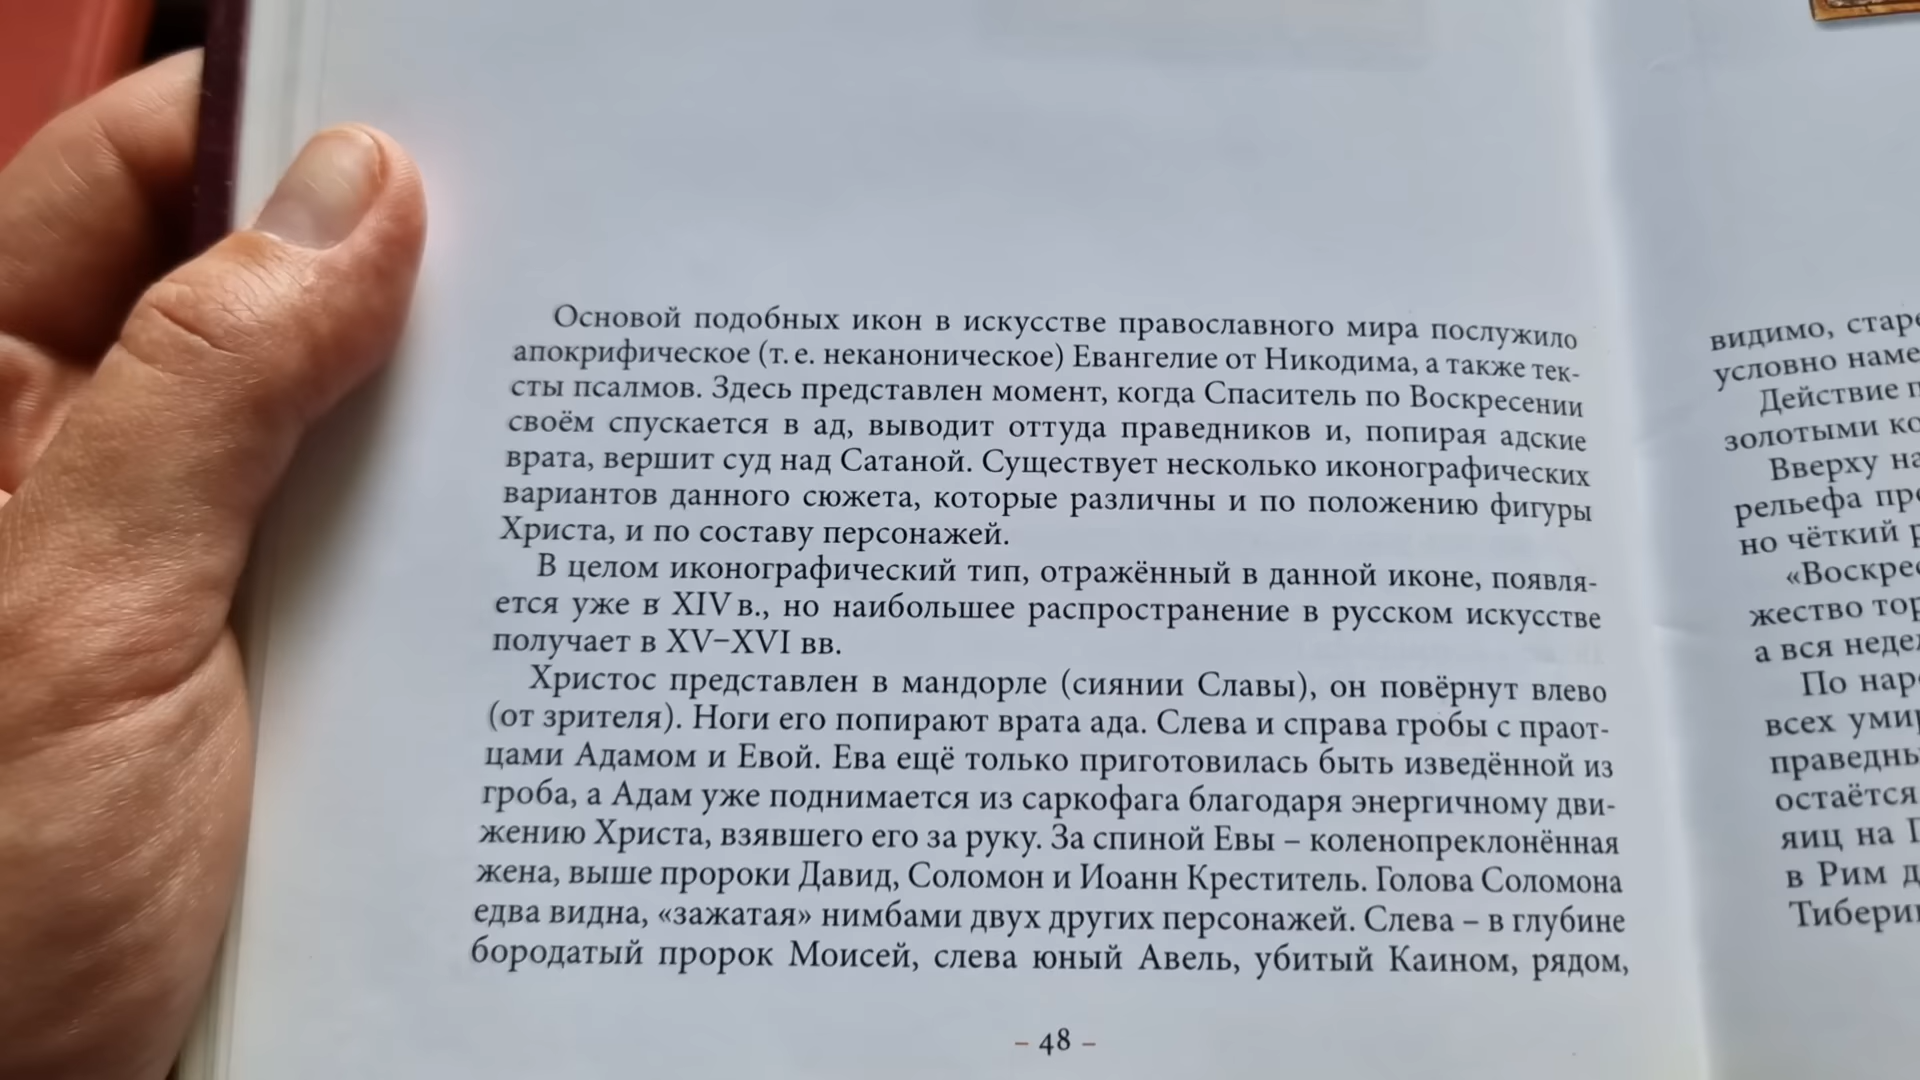 Основой подобных икон в искусстве православного мира послужило
апокрифическое (т. е. неканоническое) Евангелие от Никодима, а также тек-
сты псалмов. Здесь представлен момент, когда Спаситель по Воскресении
своём спускается в ад, выводит оттуда праведников и, попирая адские
врата, вершит суд над Сатаной. Существует несколько иконографических
вариантов данного сюжета, которые различны и по положению фигуры
Христа, и по составу персонажей.
В целом иконографический тип, отражённый в данной иконе, появля-
ется уже в XIV в., но наибольшее распространение в русском искусстве
получает в XV–XVI вв.
Христос представлен в мандорле (сиянии Славы), он повёрнут влево
(от зрителя). Ноги его попирают врата ада. Слева и справа гробы с праот-
цами Адамом и Евой. Ева ещё только приготовилась быть изведённой из
гроба, а Адам уже поднимается из саркофага благодаря энергичному дви-
жению Христа, взявшего его за руку. За спиной Евы – коленопреклонённая
жена, выше пророки Давид, Соломон и Иоанн Креститель. Голова Соломона
едва видна, «зажатая» нимбами двух других персонажей. Слева – в глубине
бородатый пророк Моисей, слева юный Авель, убитый Каином, рядом,
– 48 –
видимо,
условно
Действие
золотыми
Вверху
рельефа
но чёткий
жество
а вся
По
всех
остаётся
яиц на
в Рим